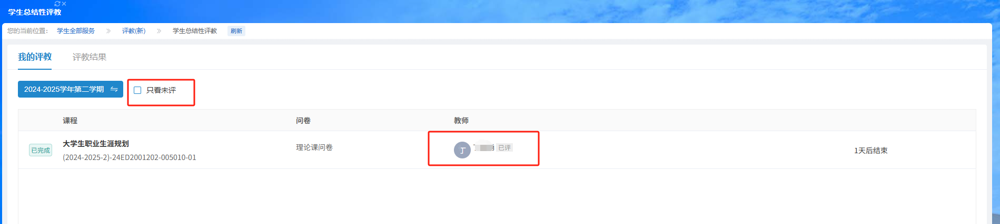 学生总结性评教
您的当前位置： 学生全部服务 » 评教(新) » 学生总结性评教 刷新
我的评教 评教结果
2024-2025学年第二学期 ⇋ 只看未评
课程 问卷 教师
已完成 大学生职业生涯规划 理论课问卷 丁 已评 1天后结束
(2024-2025-2)-24ED2001202-005010-01